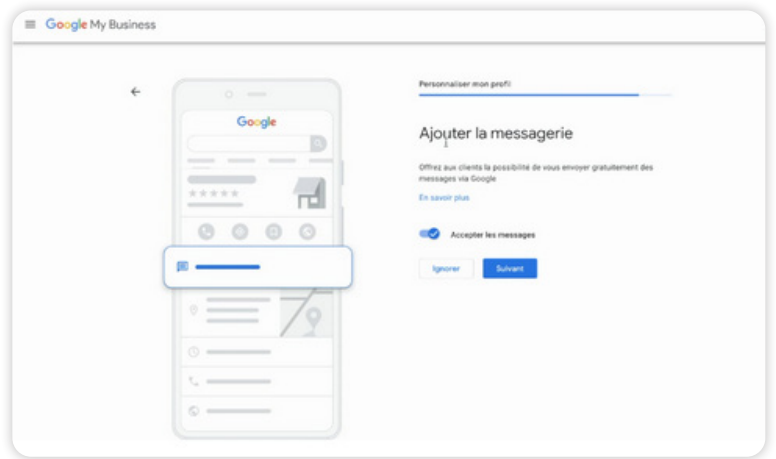 Google My Business
Personnaliser mon profil
Google
Ajouter la messagerie
Offrez aux clients la possibilité de vous envoyer gratuitement des
messages via Google
En savoir plus
Accepter les messages
Ignorer
Suivant